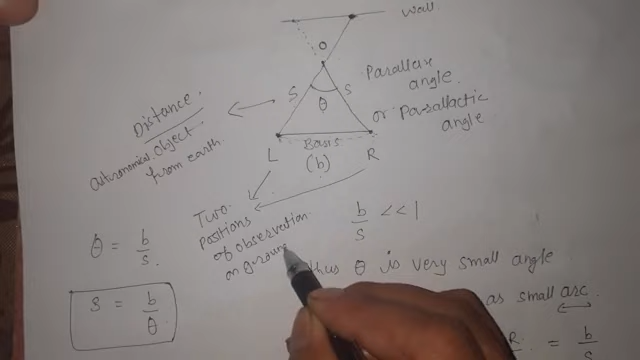 wall
O
S
θ
S
Parallax
angle.
or Parallactic
angle
Distance.
astronomical object
from earth.
L
Basis
(b)
R
Two
positions
of observation
on
b/s << 1
θ = b/s.
s = b/θ
thus θ is very small angle
as small arc.
= b/s